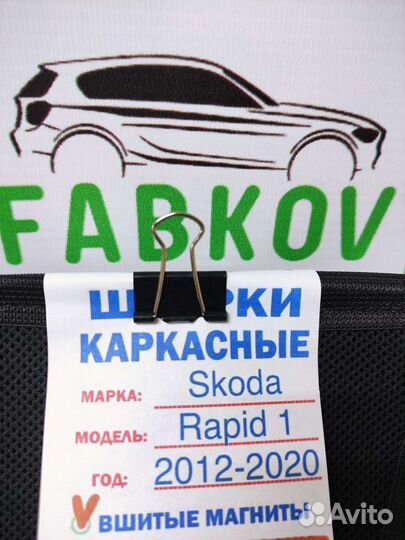 FABKOV
КАРКАСНЫЕ
МАРКА: Skoda
МОДЕЛЬ: Rapid 1
ГОД: 2012-2020
ВШИТЫЕ МАГНИТЫ
Avito